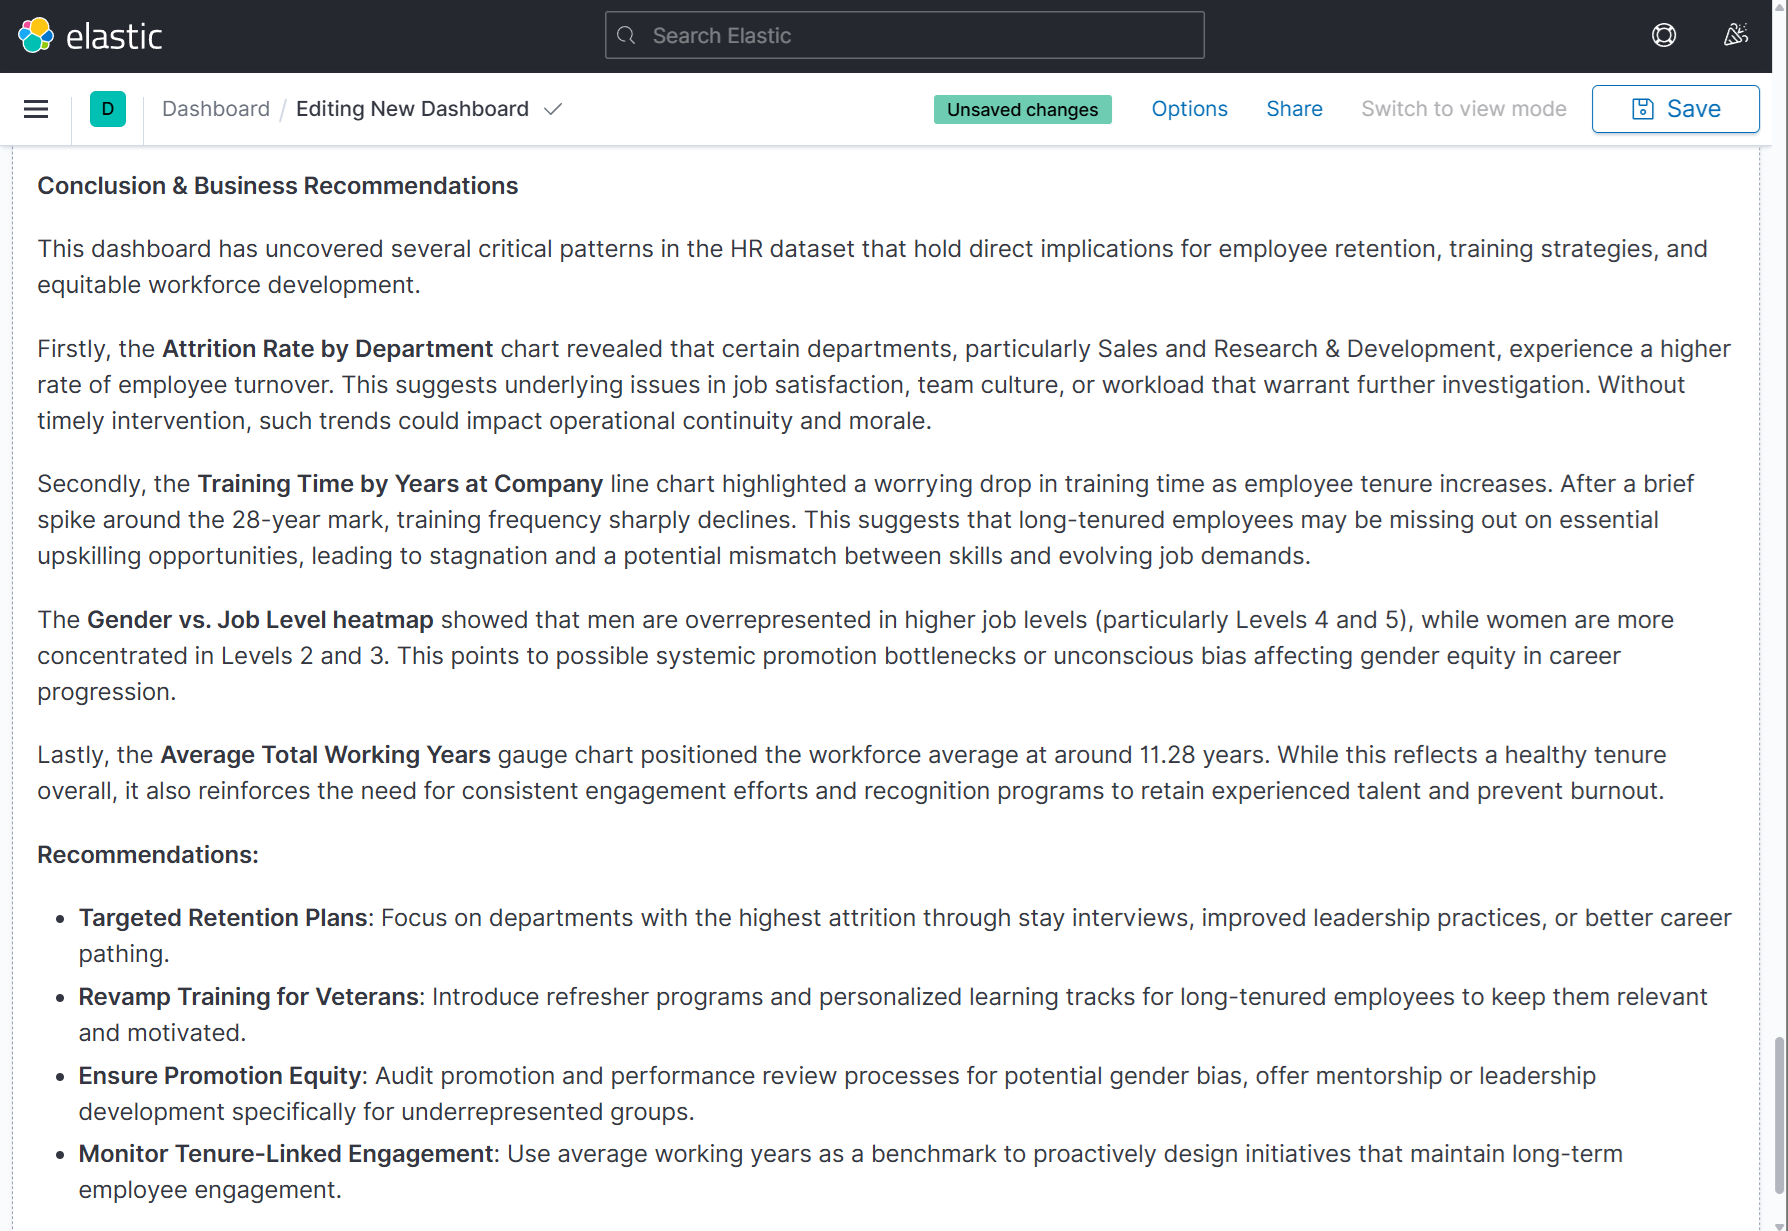 elastic
Search Elastic
D
Dashboard / Editing New Dashboard
Unsaved changes
Options
Share
Switch to view mode
Save
Conclusion & Business Recommendations
This dashboard has uncovered several critical patterns in the HR dataset that hold direct implications for employee retention, training strategies, and
equitable workforce development.
Firstly, the Attrition Rate by Department chart revealed that certain departments, particularly Sales and Research & Development, experience a higher
rate of employee turnover. This suggests underlying issues in job satisfaction, team culture, or workload that warrant further investigation. Without
timely intervention, such trends could impact operational continuity and morale.
Secondly, the Training Time by Years at Company line chart highlighted a worrying drop in training time as employee tenure increases. After a brief
spike around the 28-year mark, training frequency sharply declines. This suggests that long-tenured employees may be missing out on essential
upskilling opportunities, leading to stagnation and a potential mismatch between skills and evolving job demands.
The Gender vs. Job Level heatmap showed that men are overrepresented in higher job levels (particularly Levels 4 and 5), while women are more
concentrated in Levels 2 and 3. This points to possible systemic promotion bottlenecks or unconscious bias affecting gender equity in career
progression.
Lastly, the Average Total Working Years gauge chart positioned the workforce average at around 11.28 years. While this reflects a healthy tenure
overall, it also reinforces the need for consistent engagement efforts and recognition programs to retain experienced talent and prevent burnout.
Recommendations:
• Targeted Retention Plans: Focus on departments with the highest attrition through stay interviews, improved leadership practices, or better career
pathing.
• Revamp Training for Veterans: Introduce refresher programs and personalized learning tracks for long-tenured employees to keep them relevant
and motivated.
• Ensure Promotion Equity: Audit promotion and performance review processes for potential gender bias, offer mentorship or leadership
development specifically for underrepresented groups.
• Monitor Tenure-Linked Engagement: Use average working years as a benchmark to proactively design initiatives that maintain long-term
employee engagement.